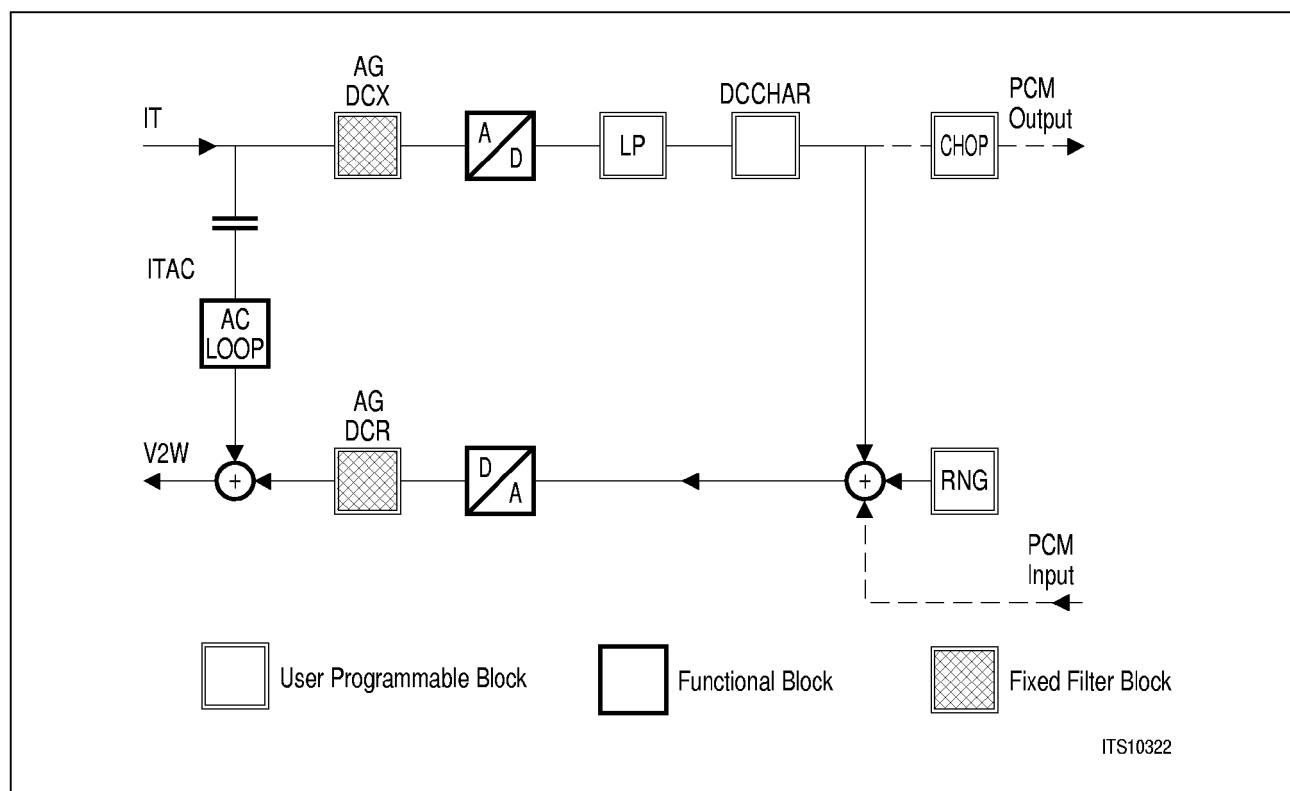 AG
DCX
IT
A
D
LP
DCCHAR
CHOP
PCM
Output
ITAC
AC
LOOP
V2W
+
AG
DCR
D
A
+
RNG
PCM
Input
User Programmable Block
Functional Block
Fixed Filter Block
ITS10322